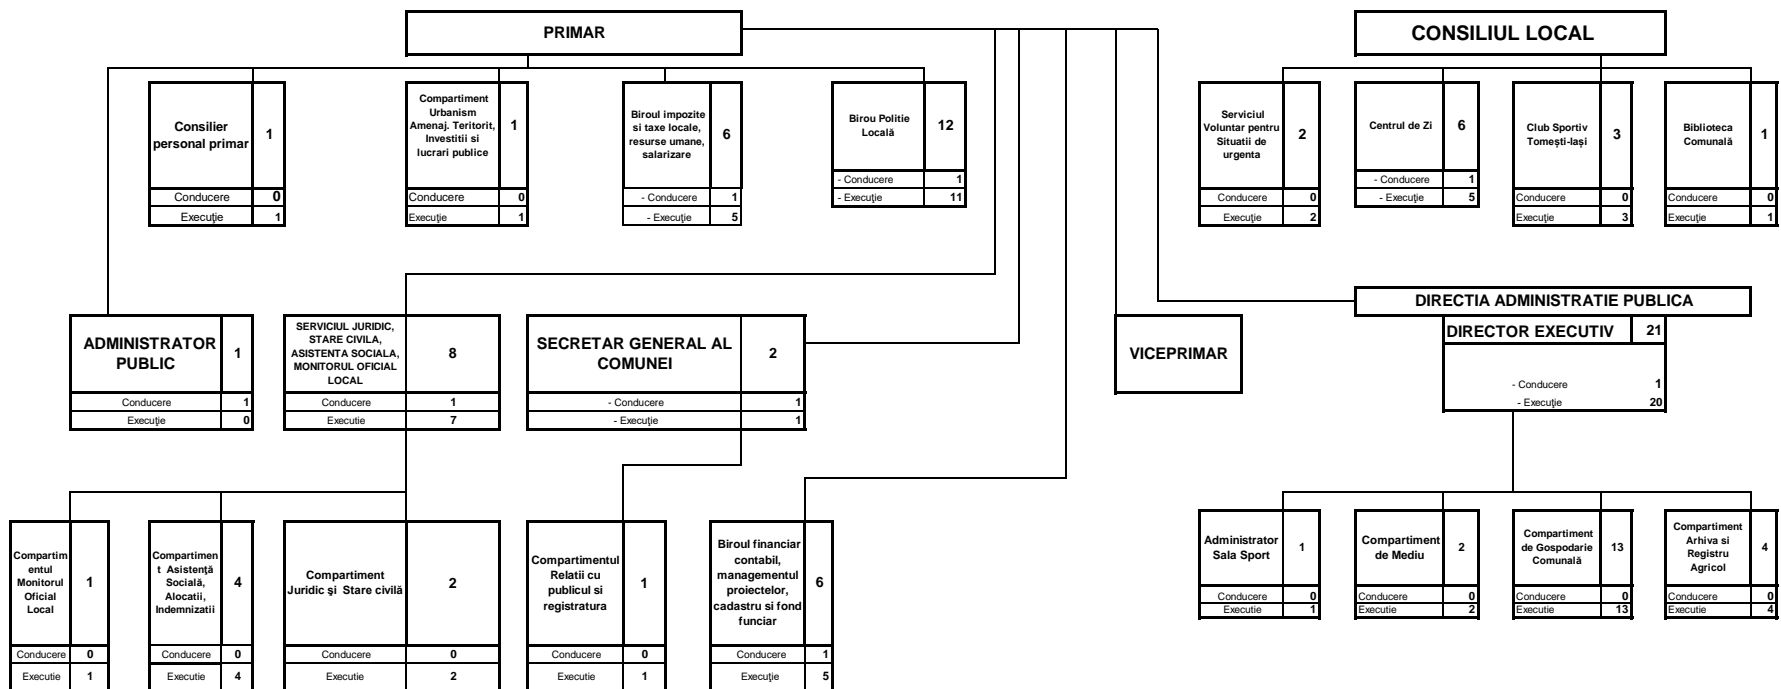 PRIMAR
CONSILIUL LOCAL
Consilier
personal primar
1
Conducere 0
Execuţie 1
Compartiment
Urbanism
Amenaj. Teritorit,
Investitii si
lucrari publice
1
Conducere 0
Execuţie 1
Biroul impozite
si taxe locale,
resurse umane,
salarizare
6
- Conducere 1
- Execuţie 5
Birou Politie
Locală
12
- Conducere 1
- Execuţie 11
Serviciul
Voluntar pentru
Situatii de
urgenta
2
Conducere 0
Execuţie 2
Centrul de Zi 6
- Conducere 1
- Execuţie 5
Club Sportiv
Tomești-Iași
3
Conducere 0
Execuţie 3
Biblioteca
Comunală
1
Conducere 0
Execuţie 1
ADMINISTRATOR
PUBLIC
1
Conducere 1
Execuţie 0
SERVICIUL JURIDIC,
STARE CIVILA,
ASISTENTA SOCIALA,
MONITORUL OFICIAL
LOCAL
8
Conducere 1
Executie 7
SECRETAR GENERAL AL
COMUNEI
2
- Conducere 1
- Execuţie 1
VICEPRIMAR
DIRECTIA ADMINISTRATIE PUBLICA
DIRECTOR EXECUTIV 21
- Conducere 1
- Execuţie 20
Compartim
entul
Monitorul
Oficial
Local
1
Conducere 0
Executie 1
Compartimen
t Asistenţă
Socială,
Alocatii,
Indemnizatii
4
Conducere 0
Executie 4
Compartiment
Juridic şi Stare civilă
2
Conducere 0
Executie 2
Compartimentul
Relatii cu
publicul si
registratura
1
Conducere 0
Executie 1
Biroul financiar
contabil,
managementul
proiectelor,
cadastru si fond
funciar
6
Conducere 1
Execuţie 5
Administrator
Sala Sport
1
Conducere 0
Executie 1
Compartiment
de Mediu
2
Conducere 0
Executie 2
Compartiment
de Gospodarie
Comunală
13
Conducere 0
Executie 13
Compartiment
Arhiva si
Registru
Agricol
4
Conducere 0
Executie 4